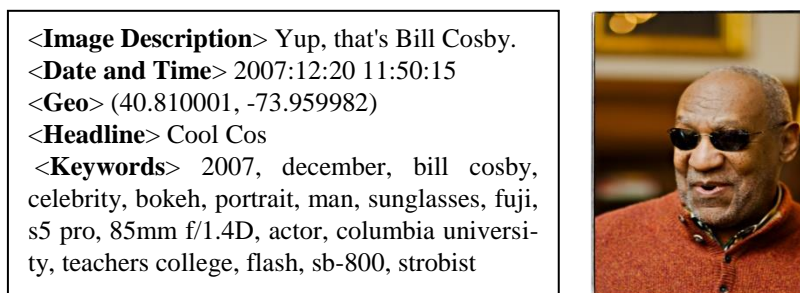 <Image Description> Yup, that's Bill Cosby.
<Date and Time> 2007:12:20 11:50:15
<Geo> (40.810001, -73.959982)
<Headline> Cool Cos
<Keywords> 2007, december, bill cosby,
celebrity, bokeh, portrait, man, sunglasses, fuji,
s5 pro, 85mm f/1.4D, actor, columbia universi-
ty, teachers college, flash, sb-800, strobist